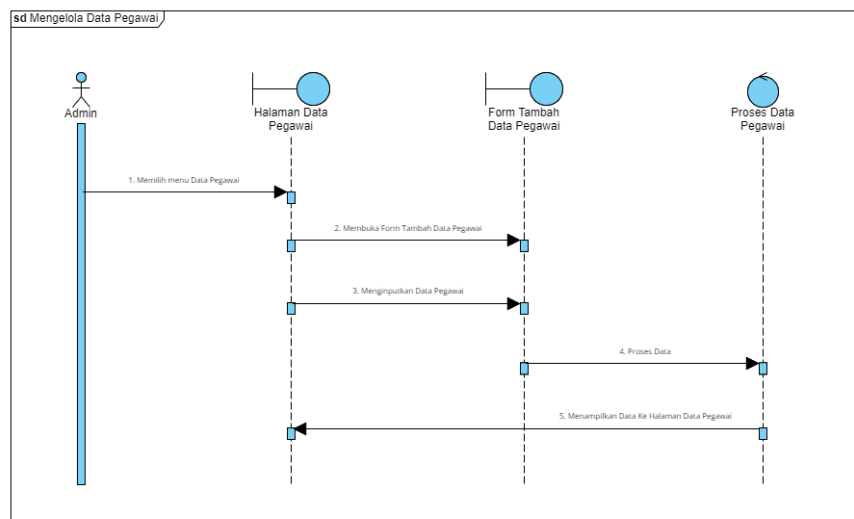 sd Mengelola Data Pegawai
Admin
Halaman Data
Pegawai
Form Tambah
Data Pegawai
Proses Data
Pegawai
1. Memilih menu Data Pegawai
2. Membuka Form Tambah Data Pegawai
3. Menginputkan Data Pegawai
4. Proses Data
5. Menampilkan Data Ke Halaman Data Pegawai